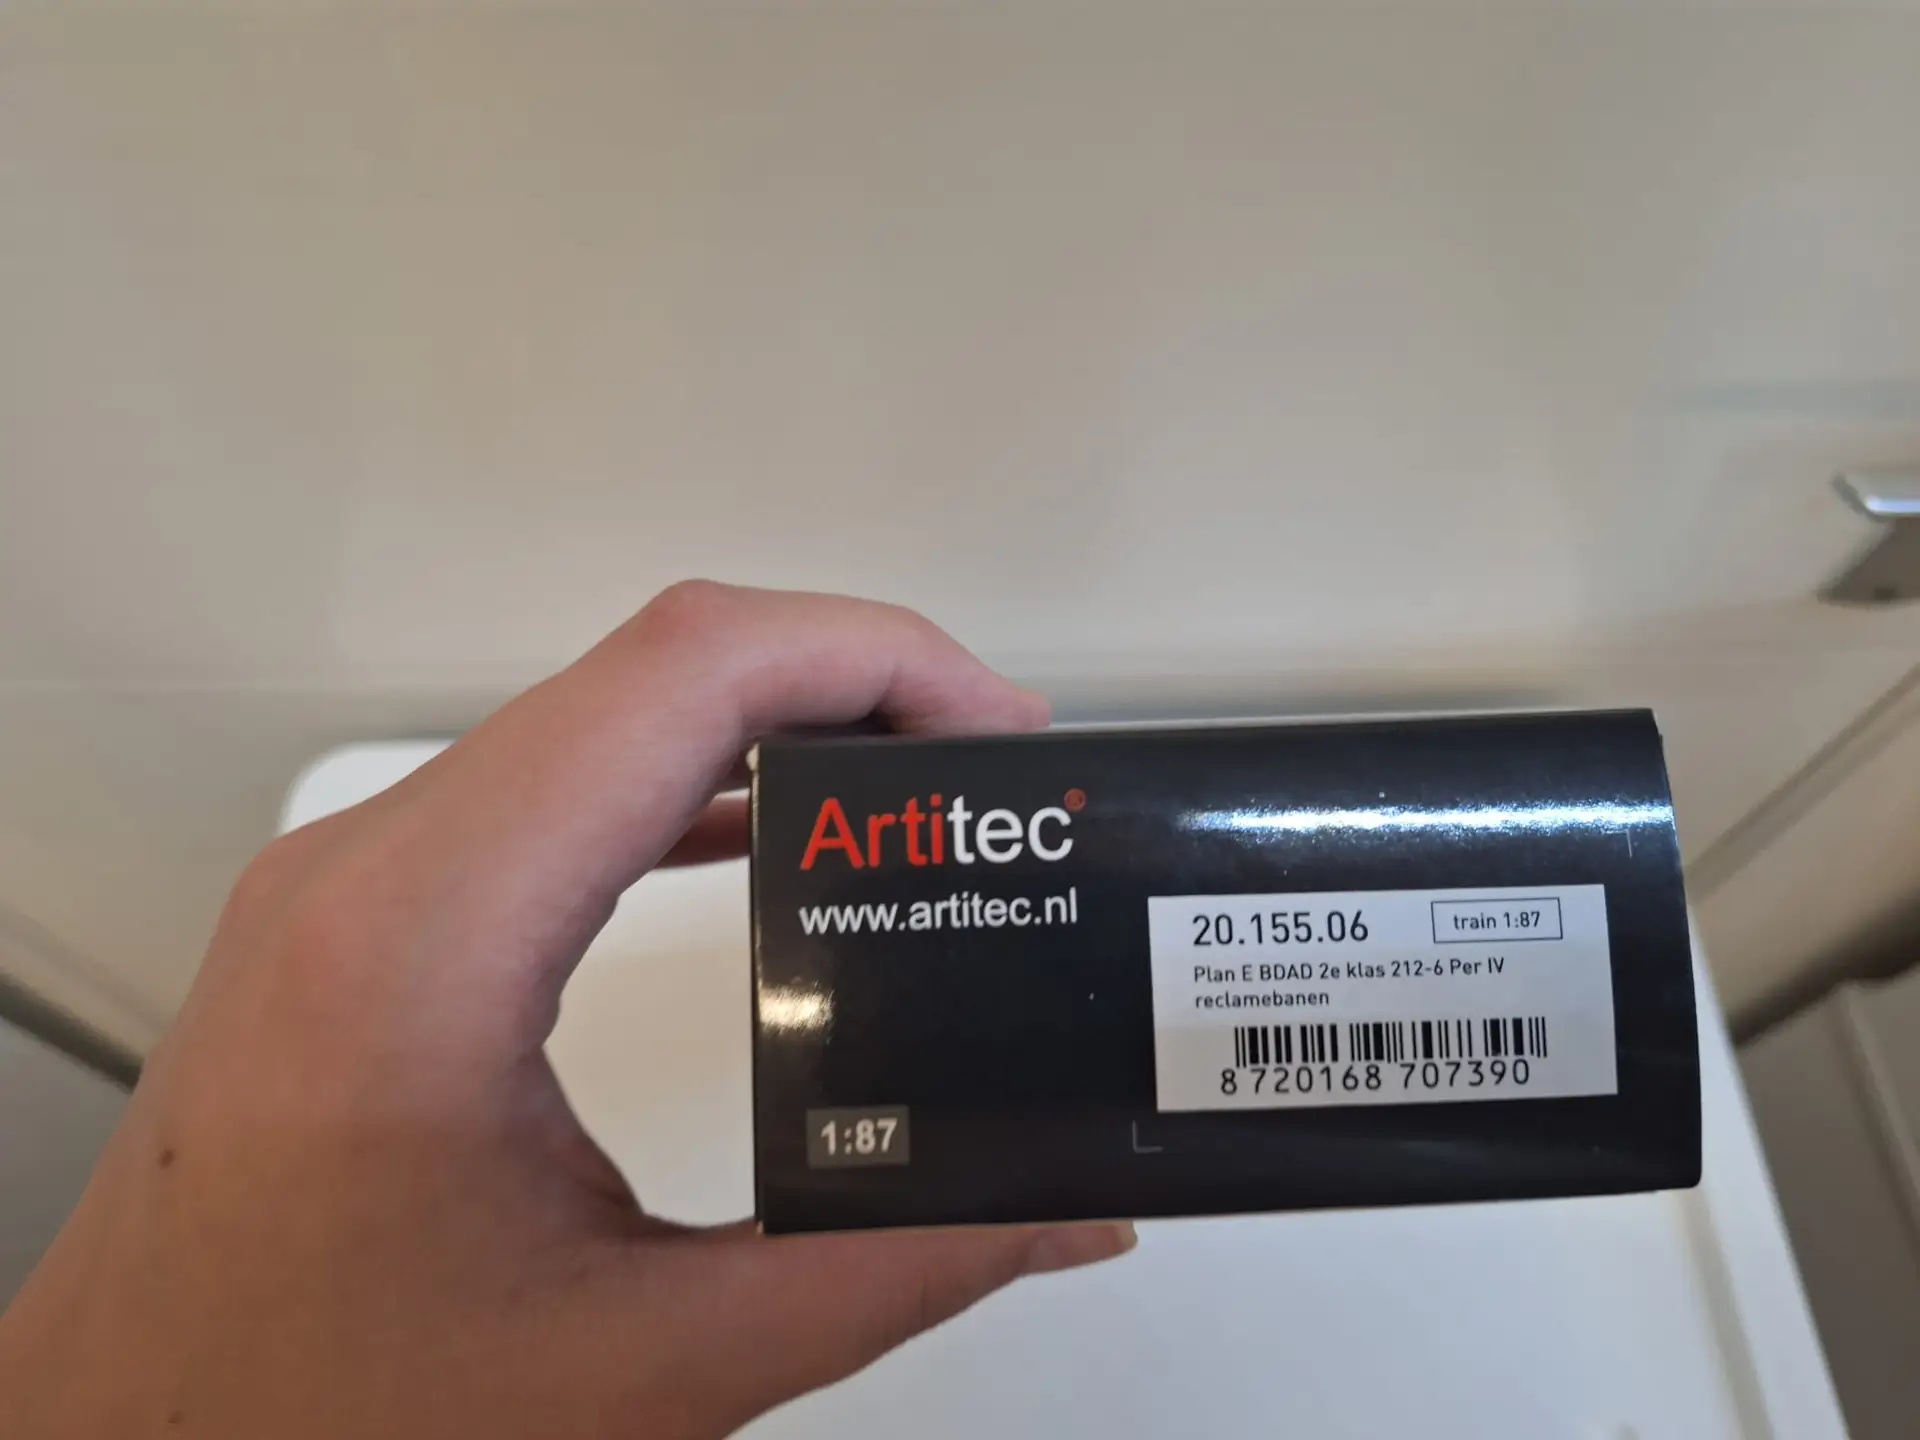 Artitec®
www.artitec.nl
20.155.06
train 1:87
Plan E BDAD 2e klas 212-6 Per IV
reclamebanen
8 720168 707390
1:87